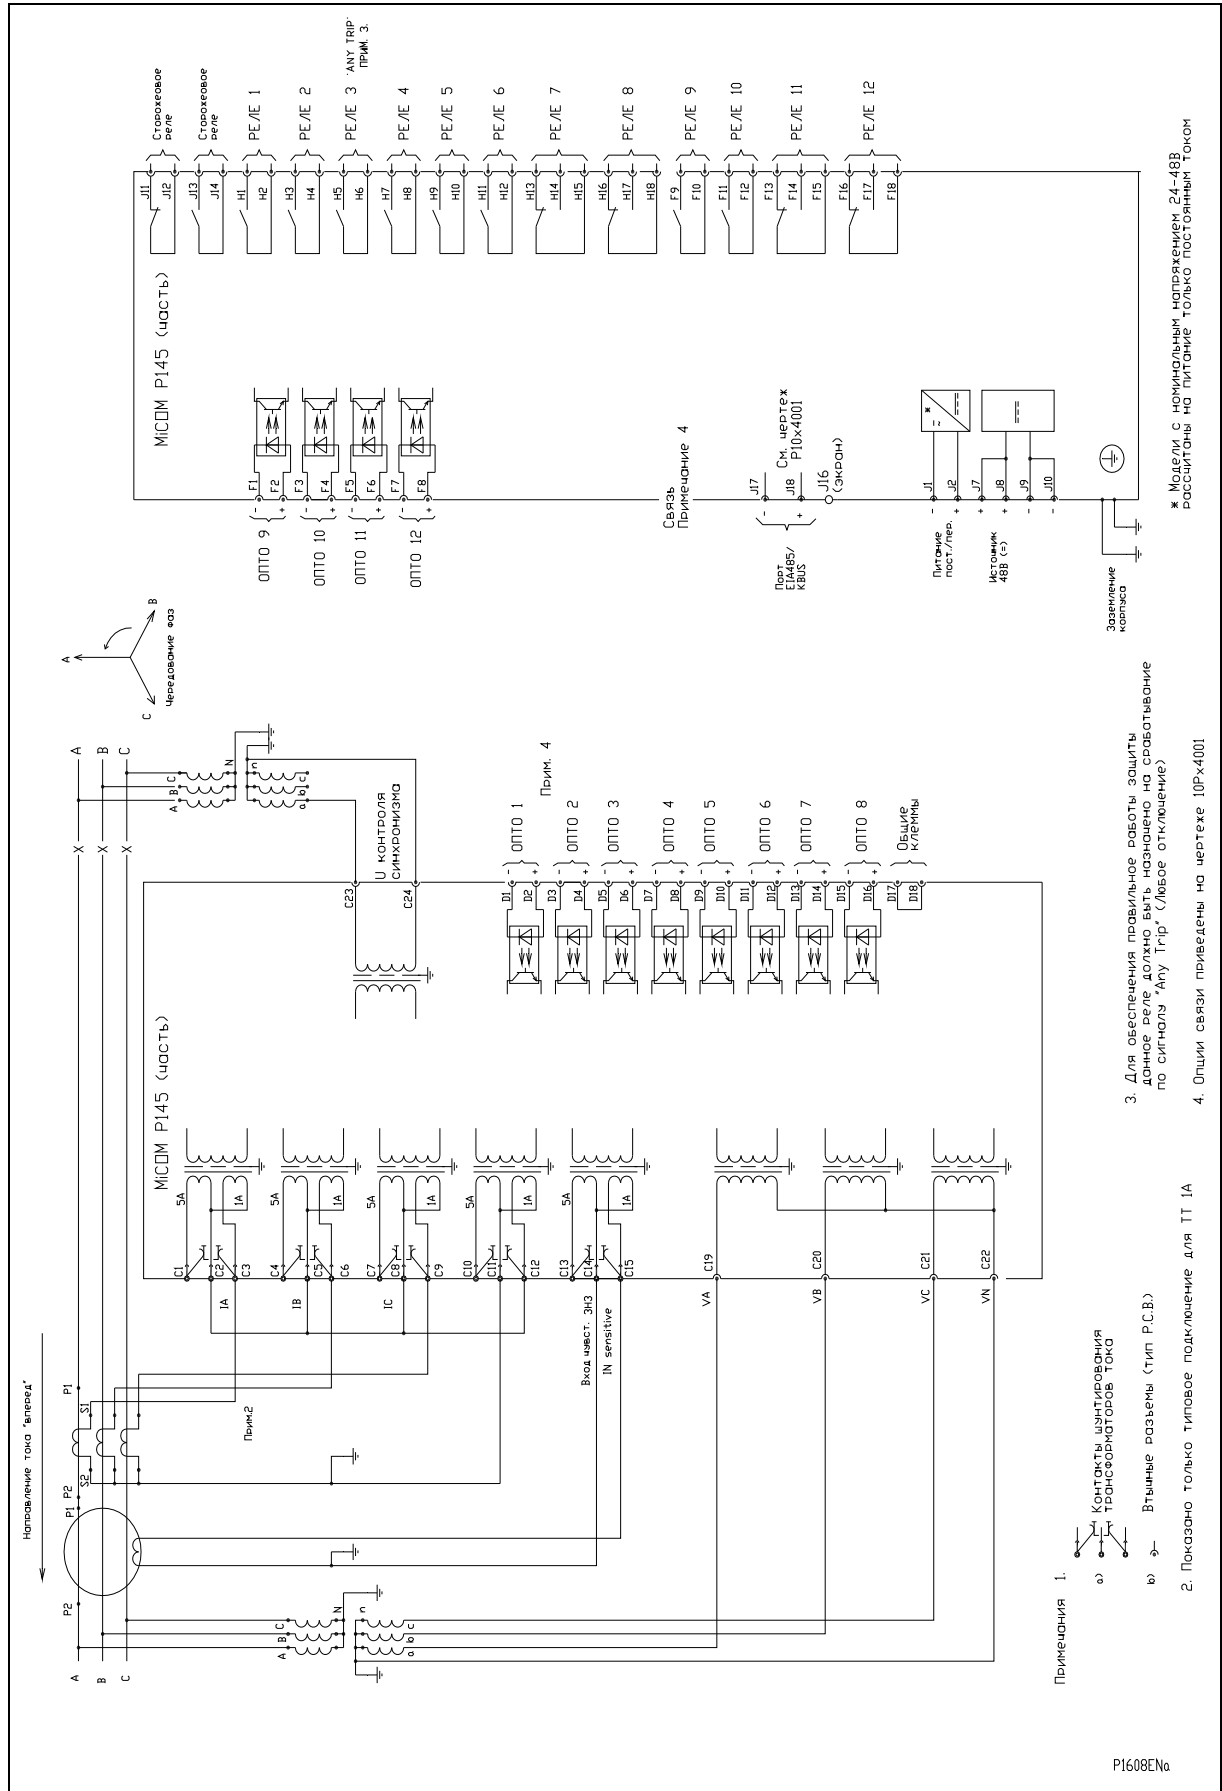 Направление тока "вперед"
A
B
C
P2
P1
P2
S2
S1
P1
Прим.2
X
X
X
A
B
C
A B C
N
n
a b c
A B C
N
n
a b c
A
B
C
Чередование фаз
MiCOM P145 (часть)
C1
C2
C3
5A
1A
IA
C4
C5
C6
5A
1A
IB
C7
C8
C9
5A
1A
IC
C10
C11
C12
5A
1A
C13
C14
C15
5A
1A
Вход чувст. ЗНЗ
IN sensitive
C19
VA
C20
VB
C21
VC
C22
VN
C23
C24
U контроля
синхронизма
D1
D2
-
+
ОПТО 1
Прим. 4
D3
D4
-
+
ОПТО 2
D5
D6
-
+
ОПТО 3
D7
D8
-
+
ОПТО 4
D9
D10
-
+
ОПТО 5
D11
D12
-
+
ОПТО 6
D13
D14
-
+
ОПТО 7
D15
D16
-
+
ОПТО 8
D17
D18
Общие
клеммы
MiCOM P145 (часть)
F1
F2
-
+
ОПТО 9
F3
F4
-
+
ОПТО 10
F5
F6
-
+
ОПТО 11
F7
F8
-
+
ОПТО 12
J11
J12
Сторожеовое
реле
J13
J14
Сторожеовое
реле
H1
H2
РЕЛЕ 1
H3
H4
РЕЛЕ 2
H5
H6
РЕЛЕ 3
'ANY TRIP'
ПРИМ. 3.
H7
H8
РЕЛЕ 4
H9
H10
РЕЛЕ 5
H11
H12
РЕЛЕ 6
H13
H14
H15
РЕЛЕ 7
H16
H17
H18
РЕЛЕ 8
F9
F10
РЕЛЕ 9
F11
F12
РЕЛЕ 10
F13
F14
F15
РЕЛЕ 11
F16
F17
F18
РЕЛЕ 12
Связь
Примечание 4
J17
J18
-
+
См. чертеж
P10x4001
J16
(экран)
Порт
EIA485/
KBUS
J1
J2
-
+
*
Питание
пост./пер.
J7
J8
J9
J10
+
+
-
-
Источник
48В (=)
Заземление
корпуса
* Модели с номинальным напряжением 24-48В
рассчитаны на питание только постоянным током
Примечания 1.
a)
Контакты шунтирования
трансформаторов тока
b)
Втычные разъемы (тип P.C.B.)
2. Показано только типовое подключение для ТТ 1А
3. Для обеспечения правильное работы защиты
данное реле должно быть назначено на срабатывание
по сигналу "Any Trip" (Любое отключение)
4. Опции связи приведены на чертеже 10Px4001
P1608ENa